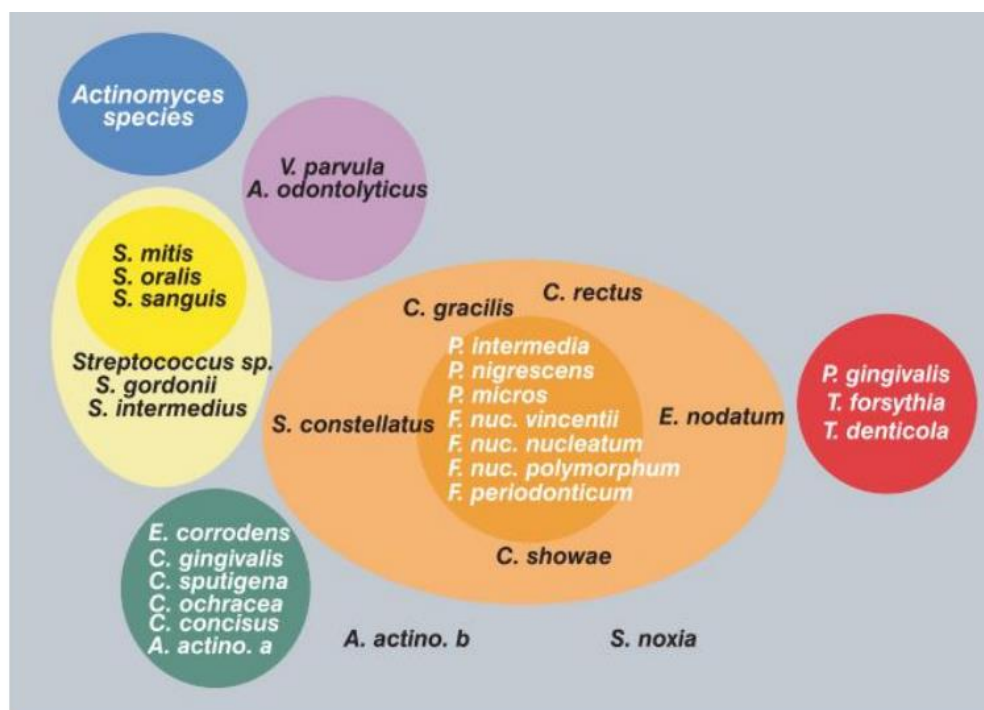 Actinomyces
species
V. parvula
A. odontolyticus
S. mitis
S. oralis
S. sanguis
Streptococcus sp.
S. gordonii
S. intermedius
C. gracilis
C. rectus
P. intermedia
P. nigrescens
P. micros
F. nuc. vincentii
F. nuc. nucleatum
F. nuc. polymorphum
F. periodonticum
S. constellatus
E. nodatum
C. showae
P. gingivalis
T. forsythia
T. denticola
E. corrodens
C. gingivalis
C. sputigena
C. ochracea
C. concisus
A. actino. a
A. actino. b
S. noxia